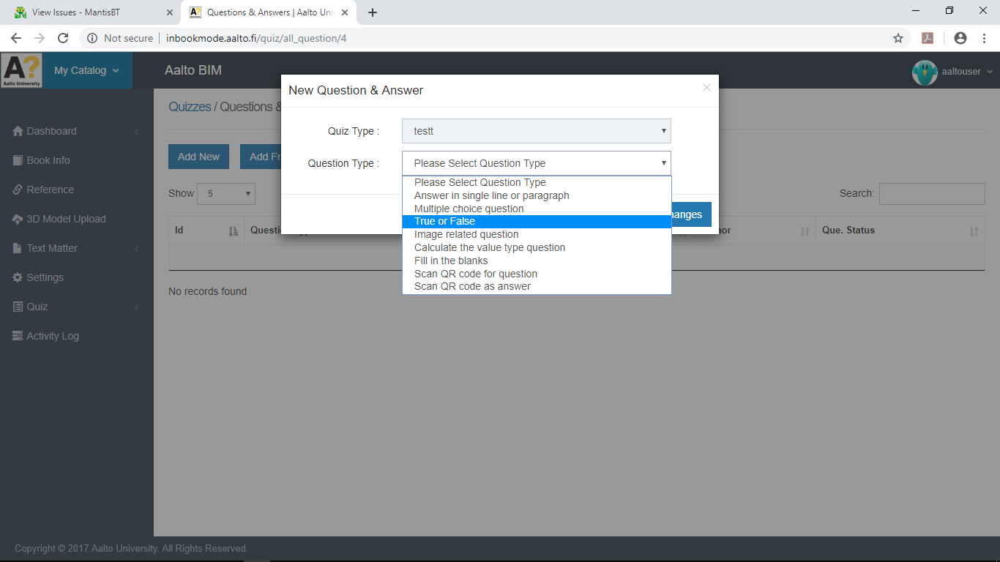 View Issues - MantisBT
Questions & Answers | Aalto Uni
Not secure
inbookmode.aalto.fi/quiz/all_question/4
A?
Aalto University
My Catalog
Aalto BIM
aaltouser
New Question & Answer
Quizzes / Questions &
Quiz Type :
testt
Question Type :
Please Select Question Type
Please Select Question Type
Answer in single line or paragraph
Multiple choice question
True or False
Image related question
Calculate the value type question
Fill in the blanks
Scan QR code for question
Scan QR code as answer
hanges
Dashboard
Book Info
Reference
3D Model Upload
Text Matter
Settings
Quiz
Activity Log
Add New
Add Fr
Show
5
Search:
Id
Questi
hor
Que. Status
No records found
Copyright © 2017 Aalto University. All Rights Reserved.